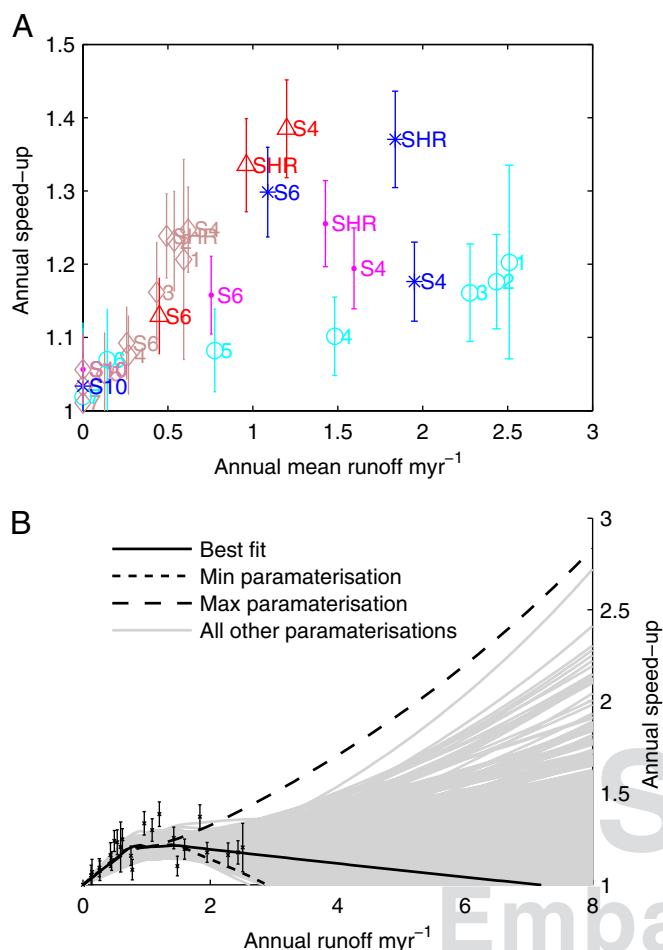 A
1.5
1.4
1.3
1.2
1.1
1
Annual speed-up
S4
SHR
SHR
S6
SHR
S4
S4
1
2
3
S4
2
1
3
S6
S6
S6
4
6
5
4
S10
7
0
0.5
1
1.5
2
2.5
3
Annual mean runoff myr⁻¹
B
Best fit
Min paramaterisation
Max paramaterisation
All other paramaterisations
3
2.5
2
1.5
1
Annual speed-up
0
2
4
6
8
Annual runoff myr⁻¹
S
Emba